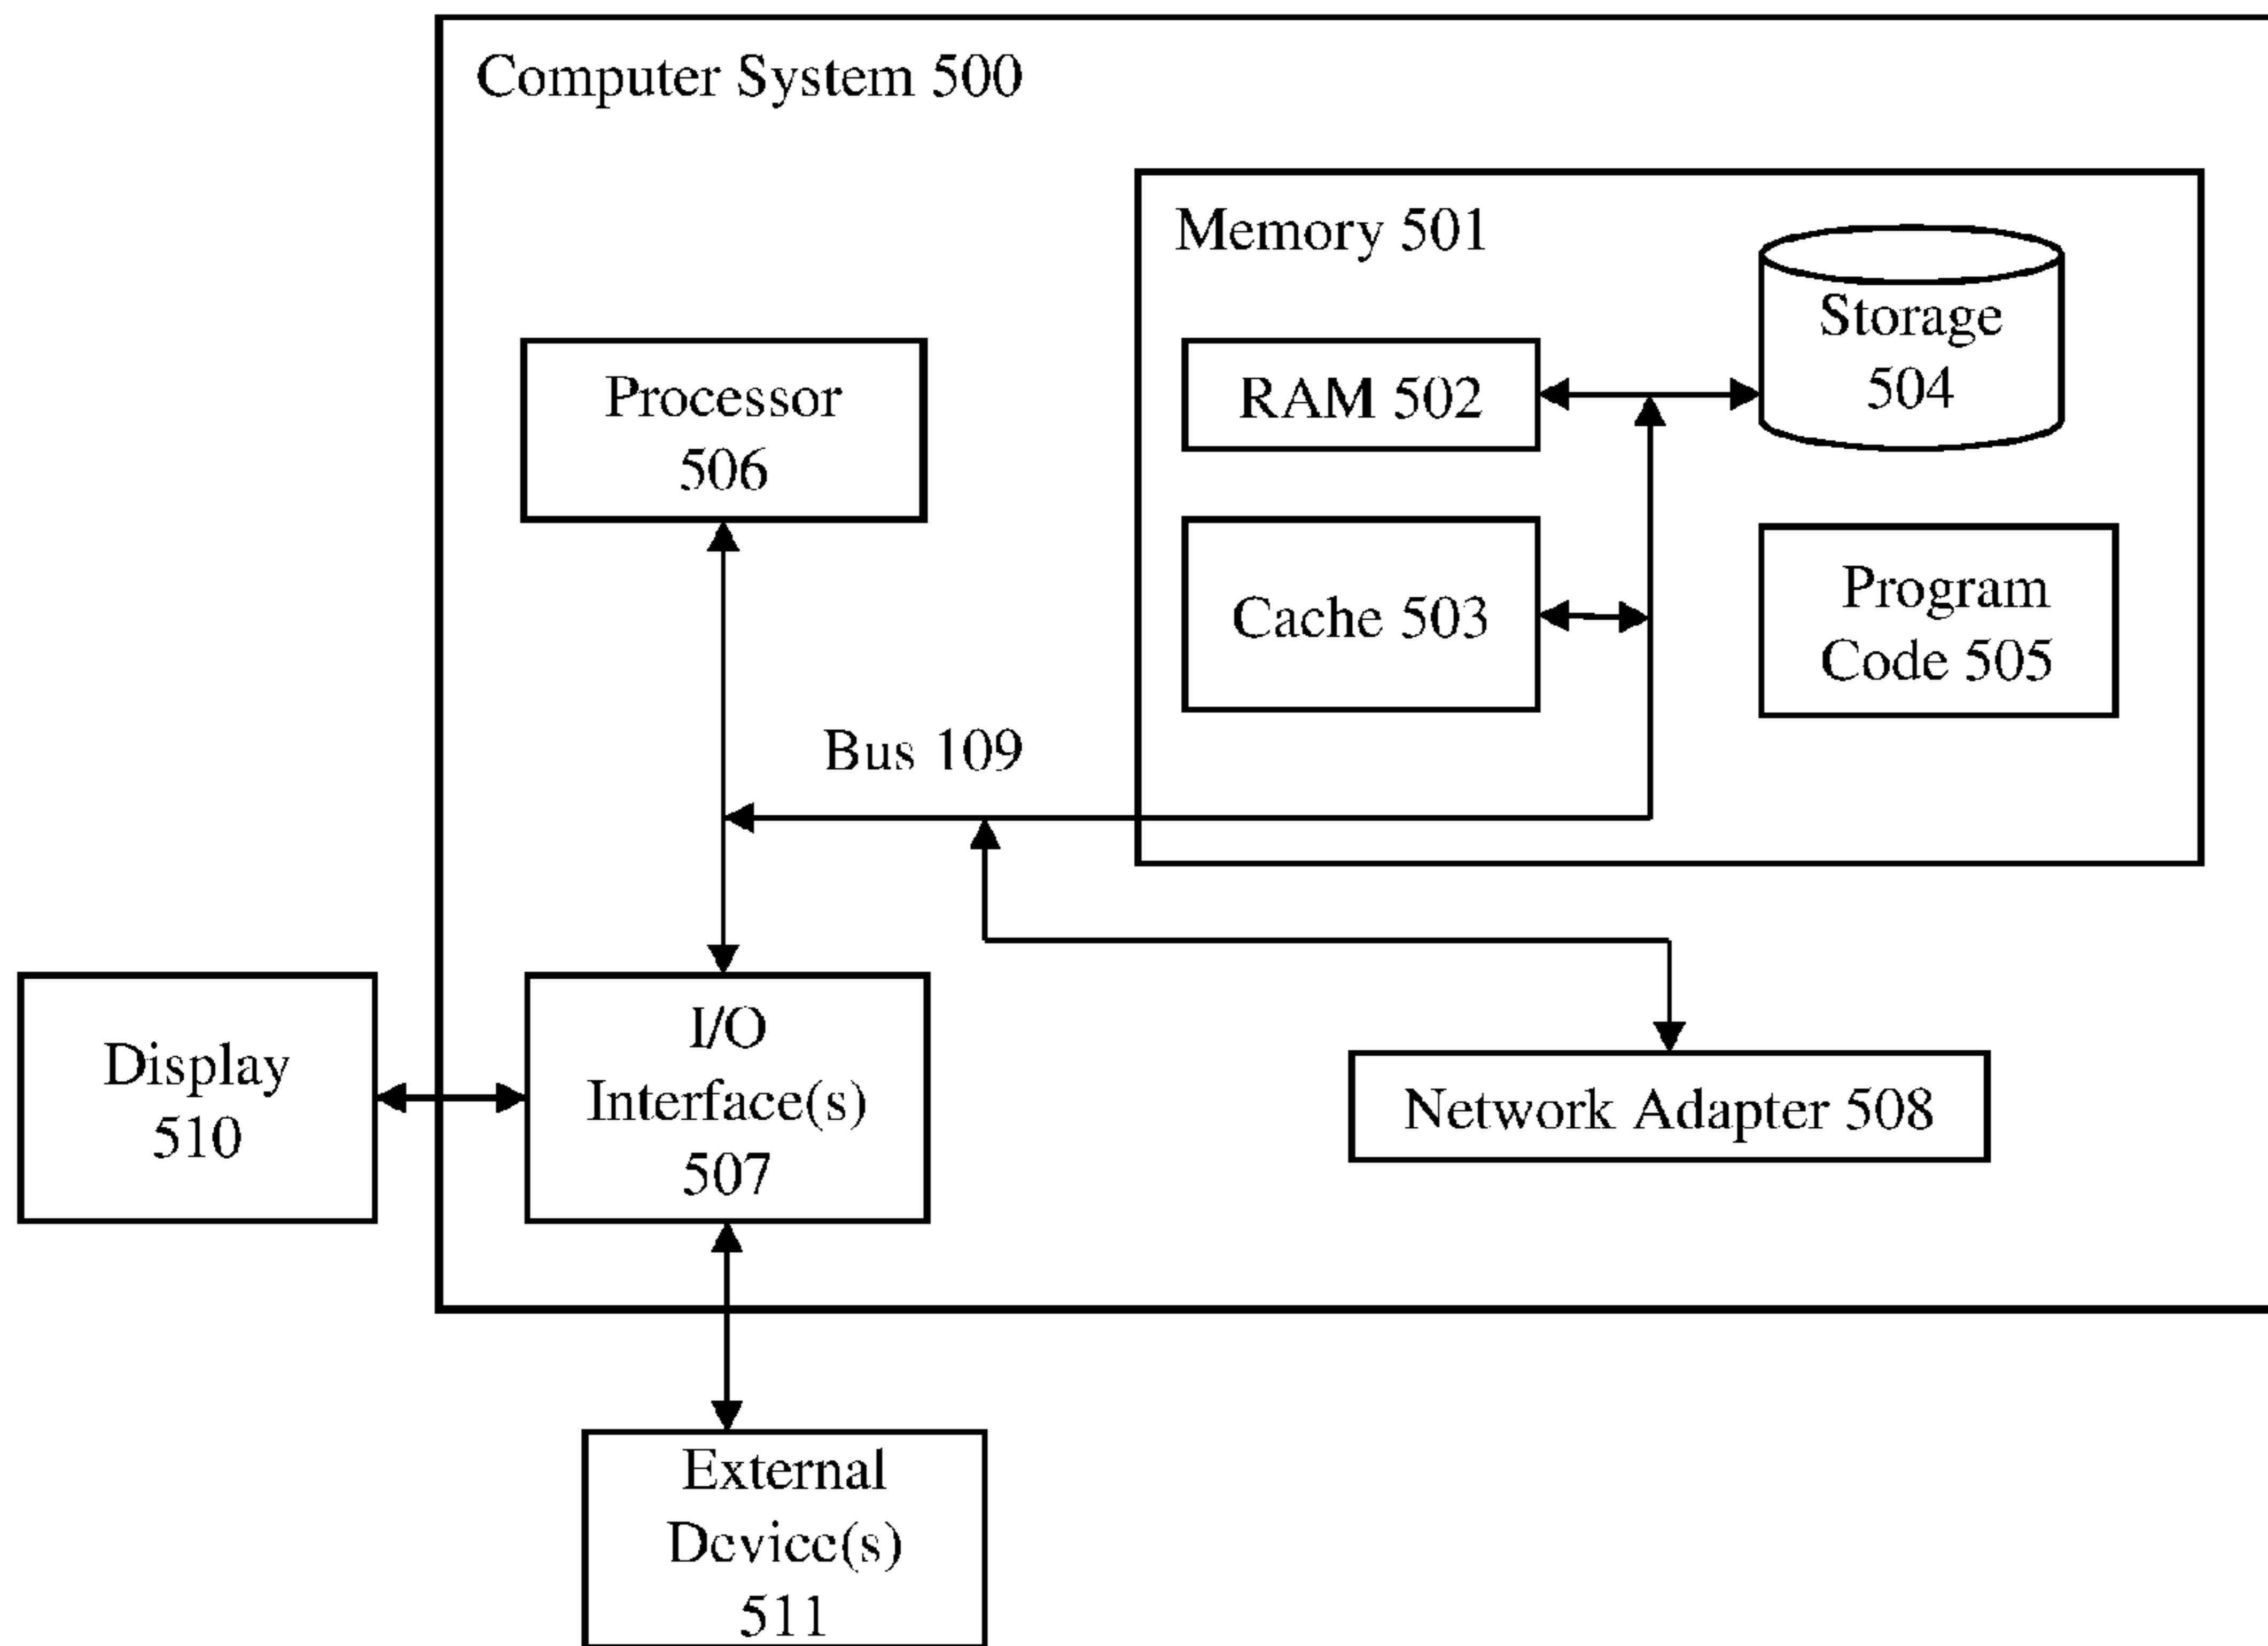 Computer System 500
Memory 501
Storage
504
RAM 502
Processor
506
Cache 503
Program
Code 505
Bus 109
I/O
Interface(s)
507
Display
510
Network Adapter 508
External
Device(s)
511